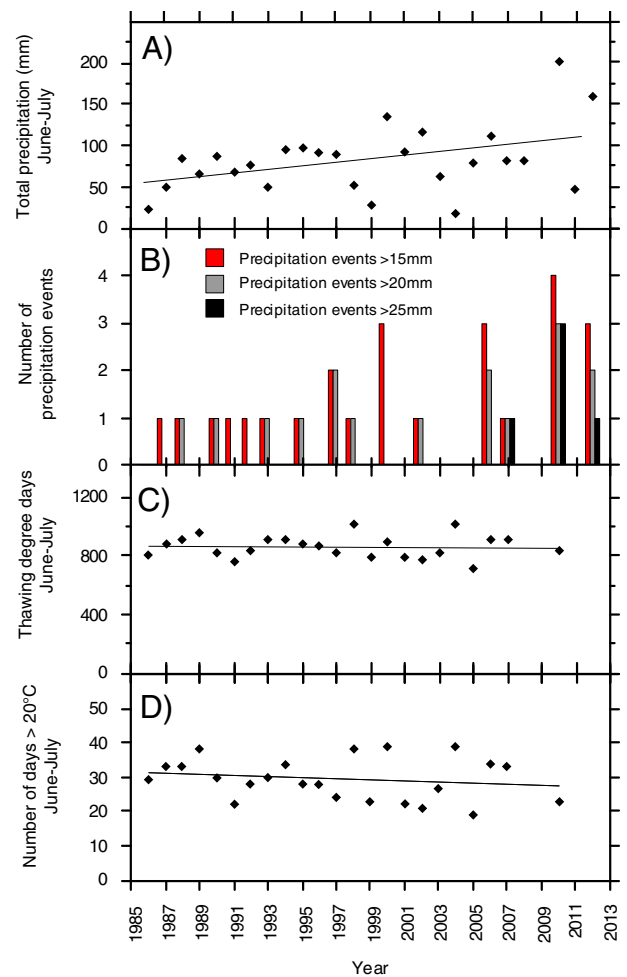 A)
Total precipitation (mm)
June-July
200
150
100
50
0
B)
Precipitation events >15mm
Precipitation events >20mm
Precipitation events >25mm
Number of
precipitation events
4
3
2
1
0
C)
Thawing degree days
June-July
1200
800
400
0
D)
Number of days > 20°C
June-July
50
40
30
20
10
0
1985
1987
1989
1991
1993
1995
1997
1999
2001
2003
2005
2007
2009
2011
2013
Year